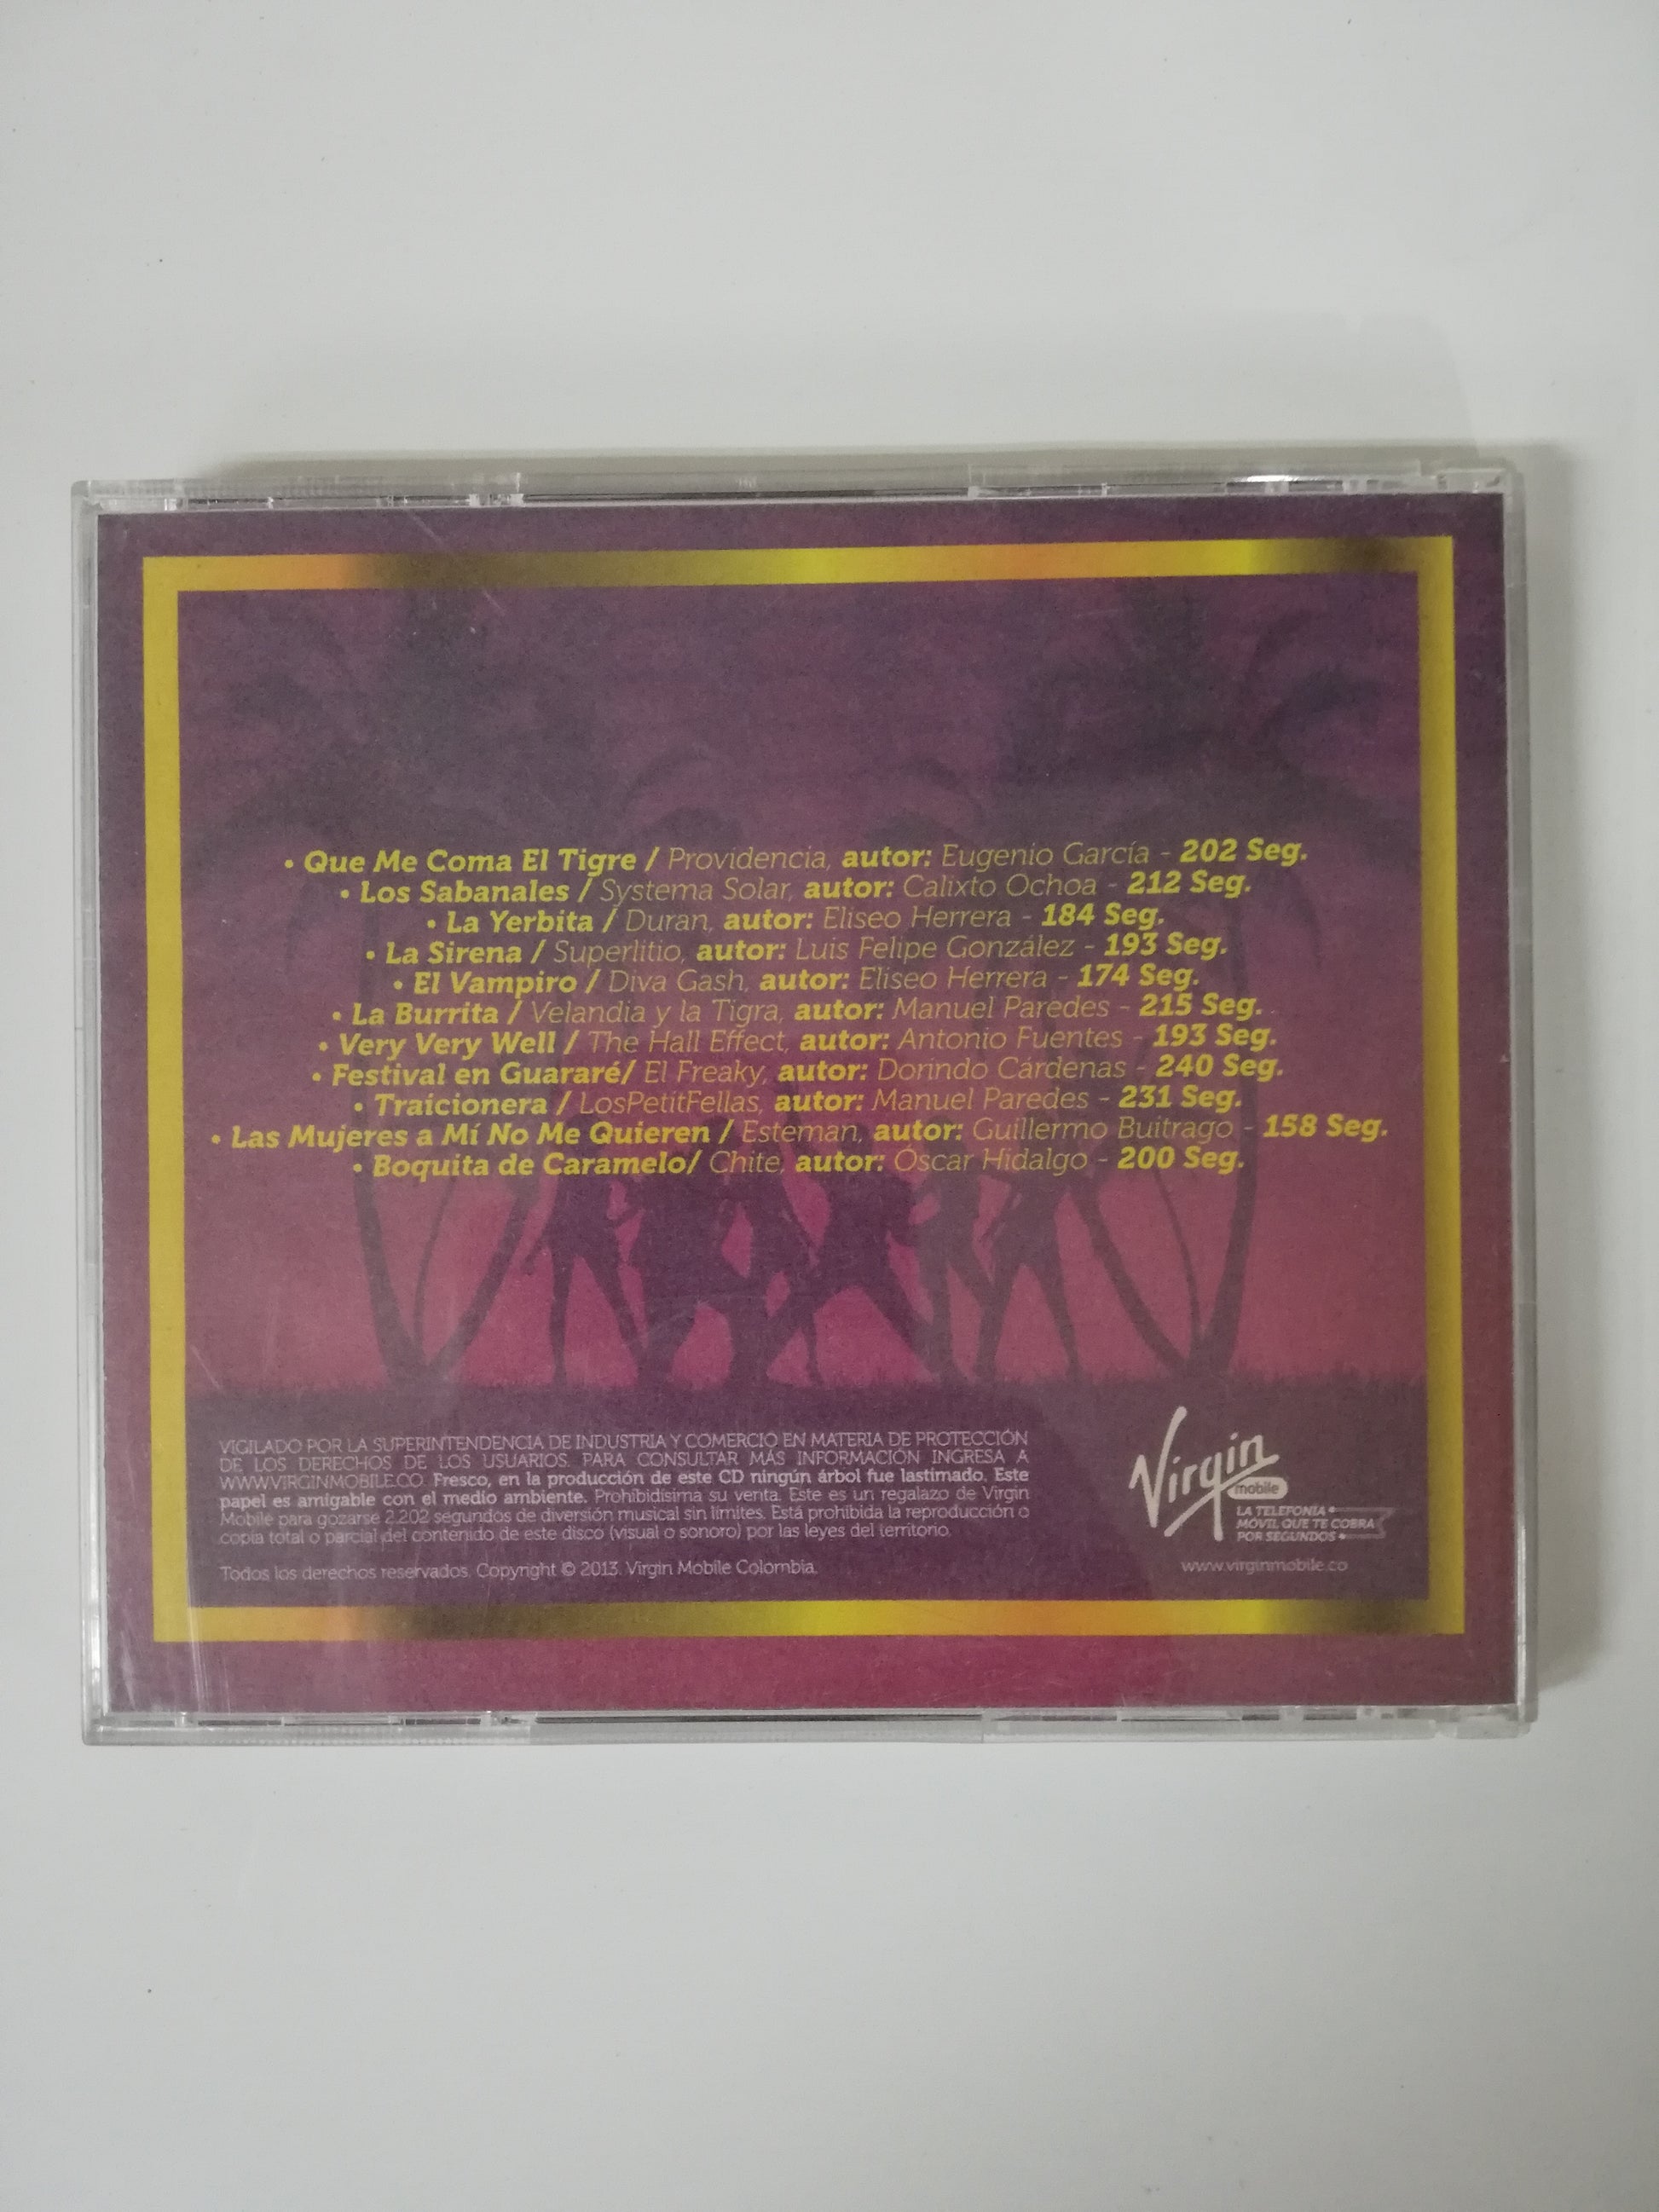 • Que Me Coma El Tigre / Providencia, autor: Eugenio García - 202 Seg.
• Los Sabanales / Systema Solar, autor: Calixto Ochoa - 212 Seg.
• La Yerbita / Duran, autor: Eliseo Herrera - 184 Seg.
• La Sirena / Superlitio, autor: Luis Felipe González - 193 Seg.
• El Vampiro / Diva Gash, autor: Eliseo Herrera - 174 Seg.
• La Burrita / Velandia y la Tigra, autor: Manuel Paredes - 215 Seg.
• Very Very Well / The Hall Effect, autor: Antonio Fuentes - 193 Seg.
• Festival en Guararé/ El Freaky, autor: Dorindo Cárdenas - 240 Seg.
• Traicionera / LosPetitFellas, autor: Manuel Paredes - 231 Seg.
• Las Mujeres a Mí No Me Quieren / Esteman, autor: Guillermo Buitrago - 158 Seg.
• Boquita de Caramelo/ Chite, autor: Óscar Hidalgo - 200 Seg.
VIGILADO POR LA SUPERINTENDENCIA DE INDUSTRIA Y COMERCIO EN MATERIA DE PROTECCIÓN
DE LOS DERECHOS DE LOS USUARIOS. PARA CONSULTAR MÁS INFORMACIÓN INGRESA A
WWW.VIRGINMOBILE.CO. Fresco, en la producción de este CD ningún árbol fue lastimado. Este
papel es amigable con el medio ambiente. Prohibidísima su venta. Este es un regalazo de Virgin
Mobile para gozarse 2.202 segundos de diversión musical sin límites. Está prohibida la reproducción o
copia total o parcial del contenido de este disco (visual o sonoro) por las leyes del territorio.
Todos los derechos reservados. Copyright © 2013. Virgin Mobile Colombia.
Virgin
mobile
LA TELEFONÍA
MÓVIL QUE TE COBRA
POR SEGUNDOS
www.virginmobile.co